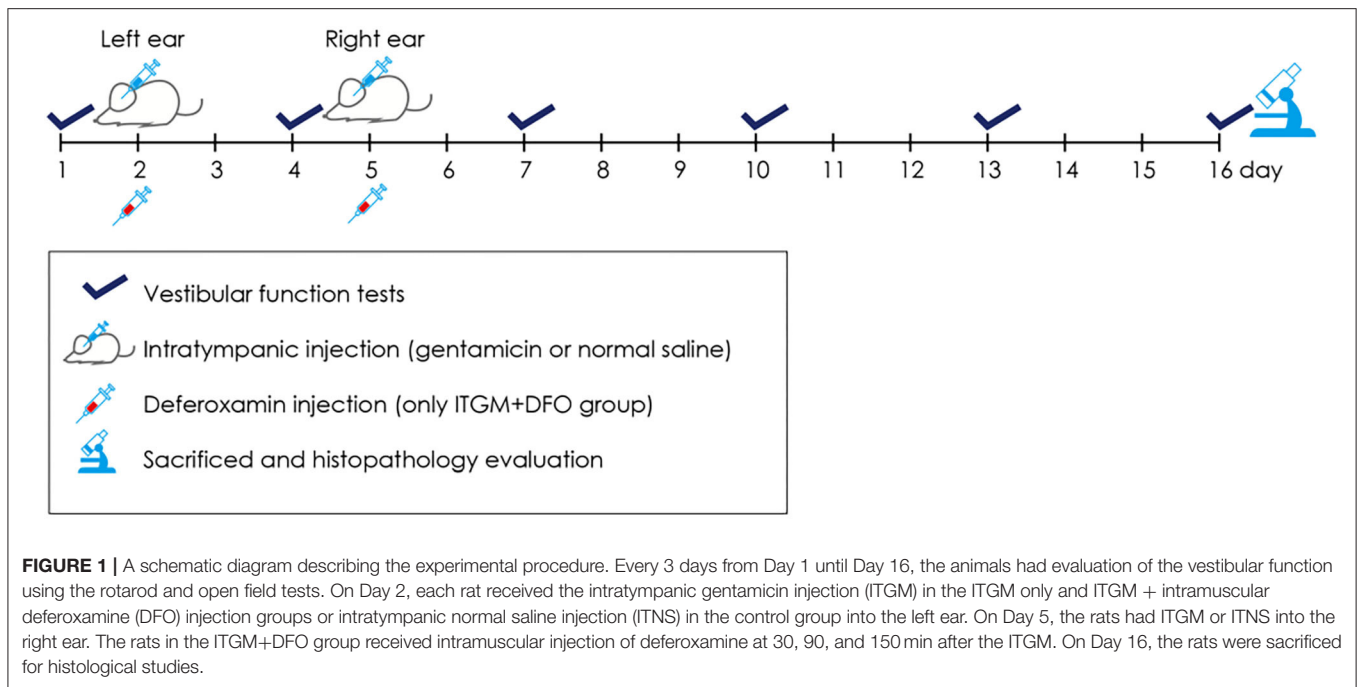 Left ear
Right ear
1 2 3 4 5 6 7 8 9 10 11 12 13 14 15 16 day
Vestibular function tests
Intratympanic injection (gentamicin or normal saline)
Deferoxamin injection (only ITGM+DFO group)
Sacrificed and histopathology evaluation
FIGURE 1 | A schematic diagram describing the experimental procedure. Every 3 days from Day 1 until Day 16, the animals had evaluation of the vestibular function
using the rotarod and open field tests. On Day 2, each rat received the intratympanic gentamicin injection (ITGM) in the ITGM only and ITGM + intramuscular
deferoxamine (DFO) injection groups or intratympanic normal saline injection (ITNS) in the control group into the left ear. On Day 5, the rats had ITGM or ITNS into the
right ear. The rats in the ITGM+DFO group received intramuscular injection of deferoxamine at 30, 90, and 150 min after the ITGM. On Day 16, the rats were sacrificed
for histological studies.